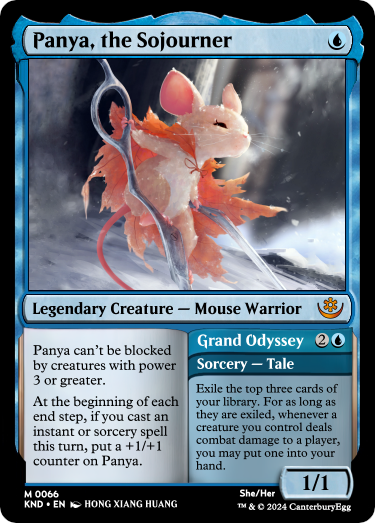 Panya, the Sojourner
Legendary Creature — Mouse Warrior
Panya can't be blocked
by creatures with power
3 or greater.
At the beginning of each
end step, if you cast an
instant or sorcery spell
this turn, put a +1/+1
counter on Panya.
Grand Odyssey 2
Sorcery — Tale
Exile the top three cards of
your library. For as long as
they are exiled, whenever a
creature you control deals
combat damage to a player,
you may put one into your
hand.
1/1
M 0066
KND • EN HONG XIANG HUANG
She/Her
™ & © 2024 CanterburyEgg